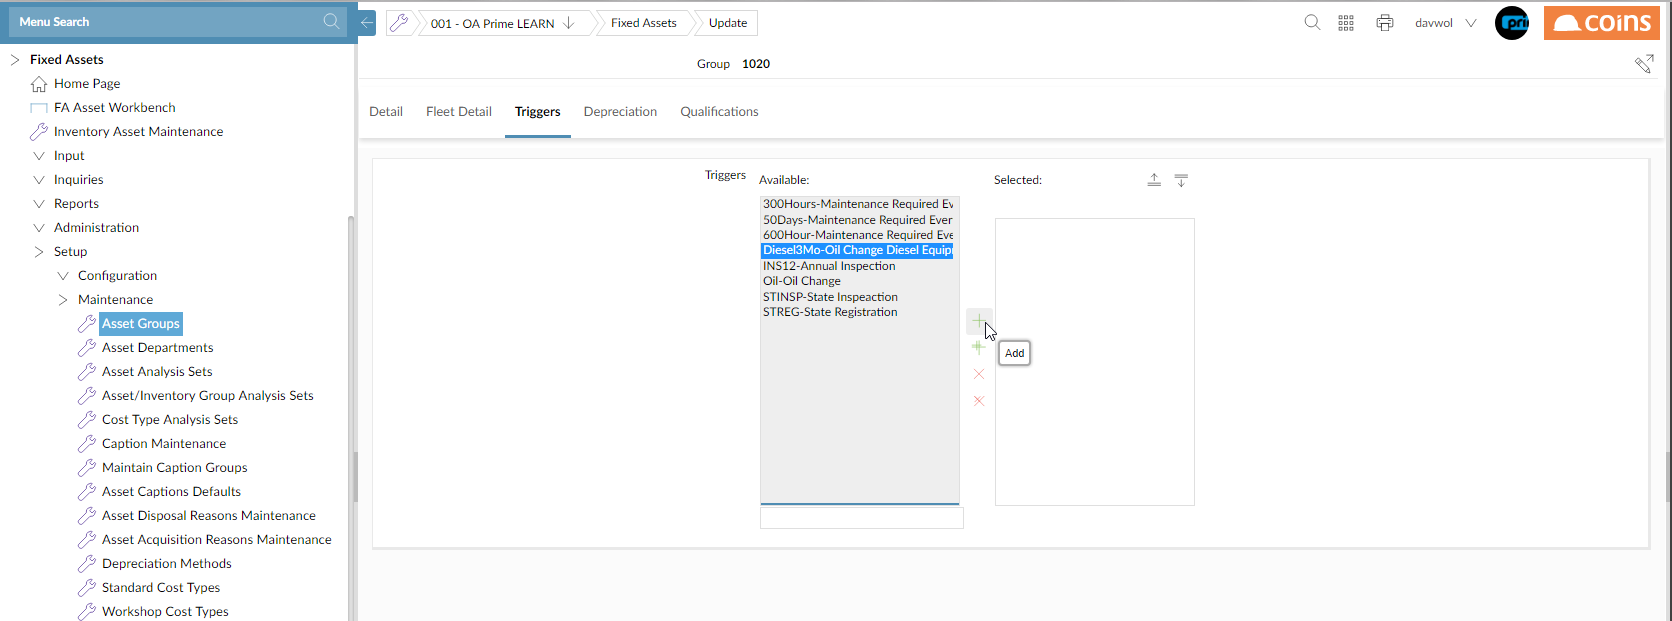 Menu Search
001 - OA Prime LEARN
Fixed Assets
Update
davwol
pri
coins
Group 1020
Fixed Assets
Home Page
FA Asset Workbench
Inventory Asset Maintenance
Input
Inquiries
Reports
Administration
Setup
Configuration
Maintenance
Asset Groups
Asset Departments
Asset Analysis Sets
Asset/Inventory Group Analysis Sets
Cost Type Analysis Sets
Caption Maintenance
Maintain Caption Groups
Asset Captions Defaults
Asset Disposal Reasons Maintenance
Asset Acquisition Reasons Maintenance
Depreciation Methods
Standard Cost Types
Workshop Cost Types
Detail
Fleet Detail
Triggers
Depreciation
Qualifications
Triggers
Available:
300Hours-Maintenance Required Ev
50Days-Maintenance Required Ever
600Hour-Maintenance Required Eve
Diesel3Mo-Oil Change Diesel Equip
INS12-Annual Inspection
Oil-Oil Change
STINSP-State Inspeaction
STREG-State Registration
Selected:
Add